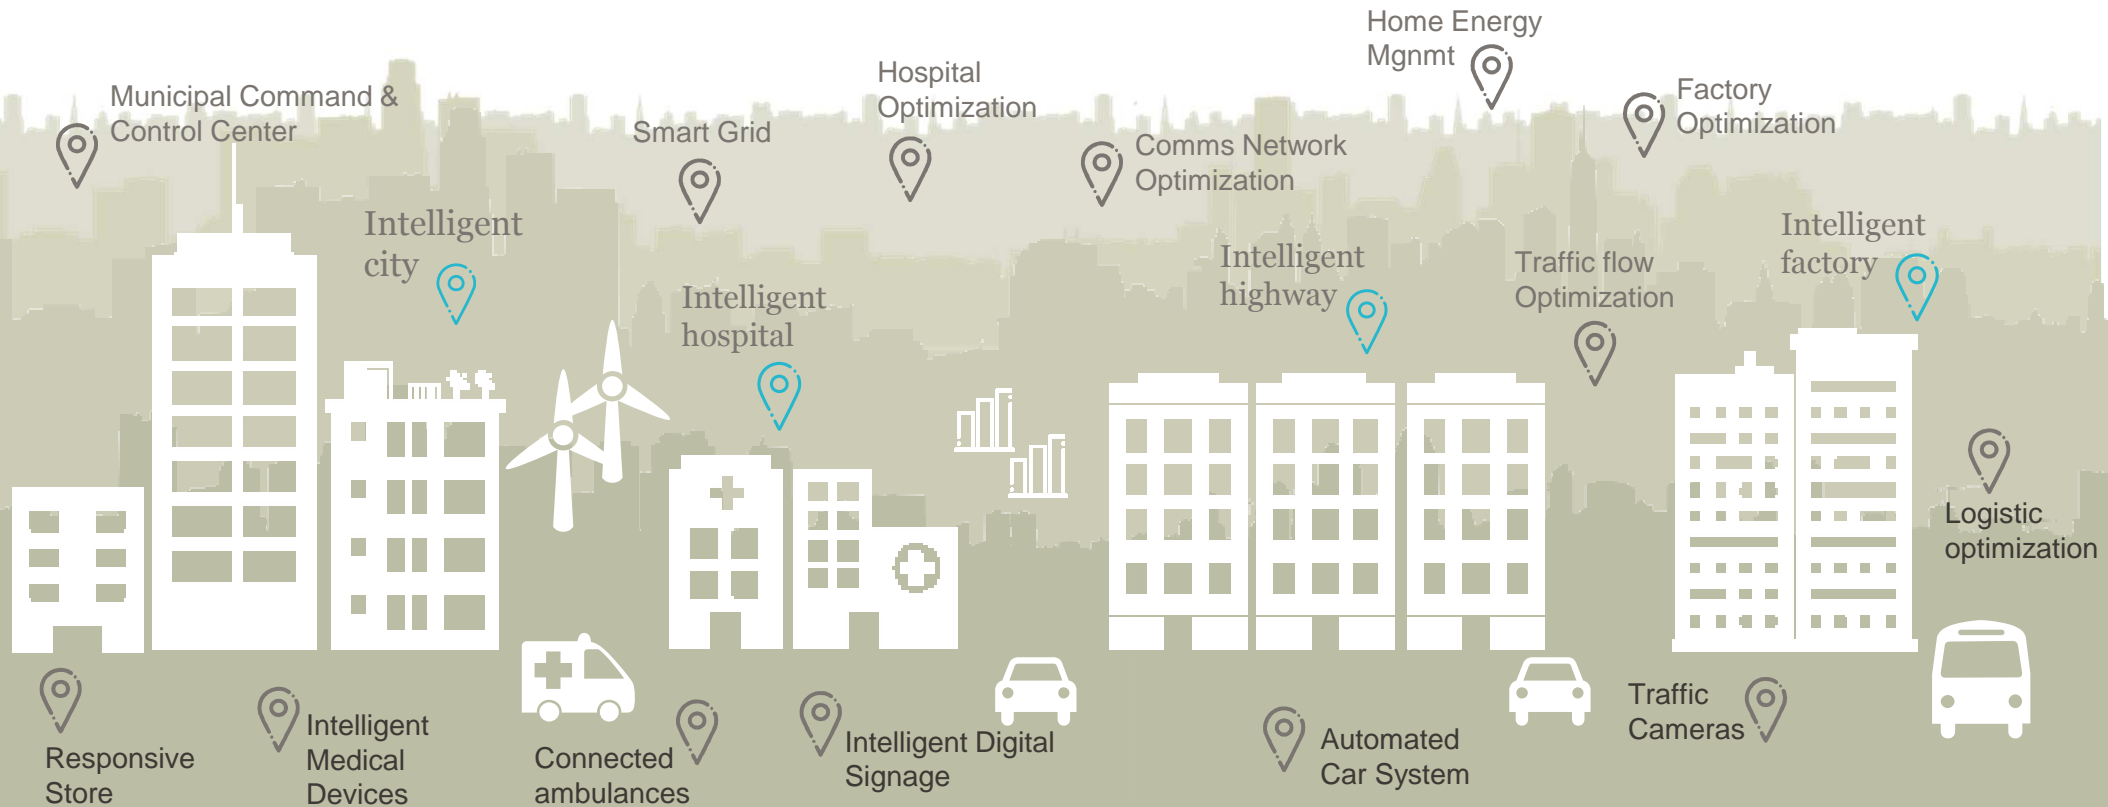 Home Energy
Mgnmt
Hospital
Optimization
Municipal Command &
Control Center
Factory
Optimization
Smart Grid
Comms Network
Optimization
Intelligent
city
Intelligent
hospital
Intelligent
highway
Traffic flow
Optimization
Intelligent
factory
Logistic
optimization
Responsive
Store
Intelligent
Medical
Devices
Connected
ambulances
Intelligent Digital
Signage
Automated
Car System
Traffic
Cameras